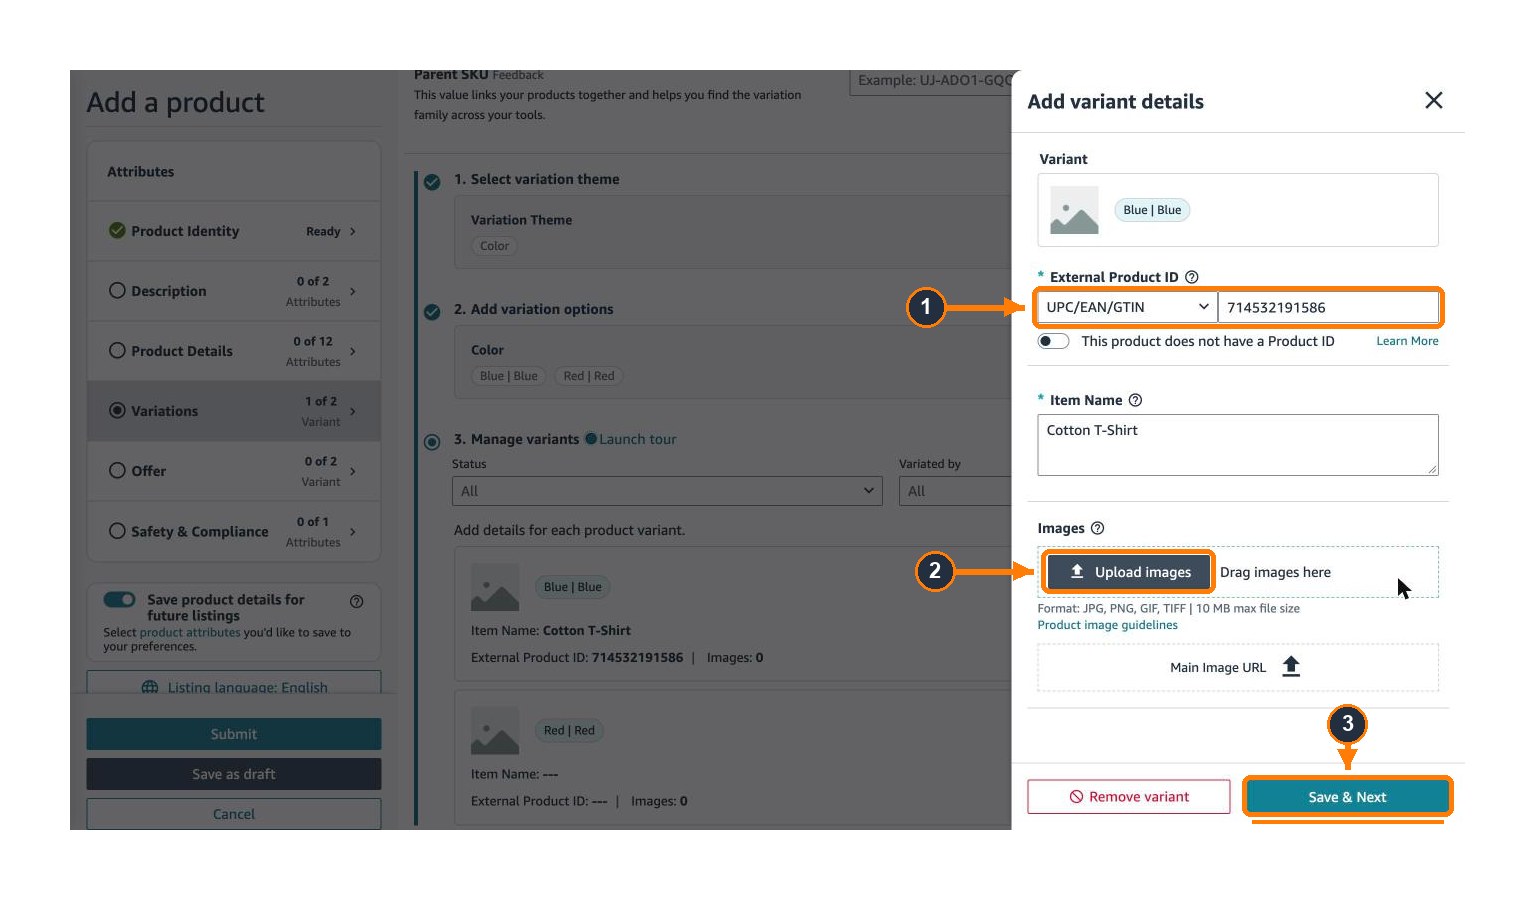 Add a product
Attributes
Product Identity Ready
Description 0 of 2 Attributes
Product Details 0 of 12 Attributes
Variations 1 of 2 Variant
Offer 0 of 2 Variant
Safety & Compliance 0 of 1 Attributes
Save product details for
future listings
Select product attributes you'd like to save to
your preferences.
Listing language: English
Submit
Save as draft
Cancel
Parent SKU Feedback
This value links your products together and helps you find the variation
family across your tools.
Example: UJ-ADO1-GQC
1. Select variation theme
Variation Theme
Color
2. Add variation options
Color
Blue | Blue Red | Red
3. Manage variants Launch tour
Status Variated by
All All
Add details for each product variant.
Blue | Blue
Item Name: Cotton T-Shirt
External Product ID: 714532191586 | Images: 0
Red | Red
Item Name: ---
External Product ID: --- | Images: 0
Add variant details
Variant
Blue | Blue
* External Product ID
1
UPC/EAN/GTIN 714532191586
This product does not have a Product ID Learn More
* Item Name
Cotton T-Shirt
Images
2
Upload images Drag images here
Format: JPG, PNG, GIF, TIFF | 10 MB max file size
Product image guidelines
Main Image URL
3
Remove variant Save & Next